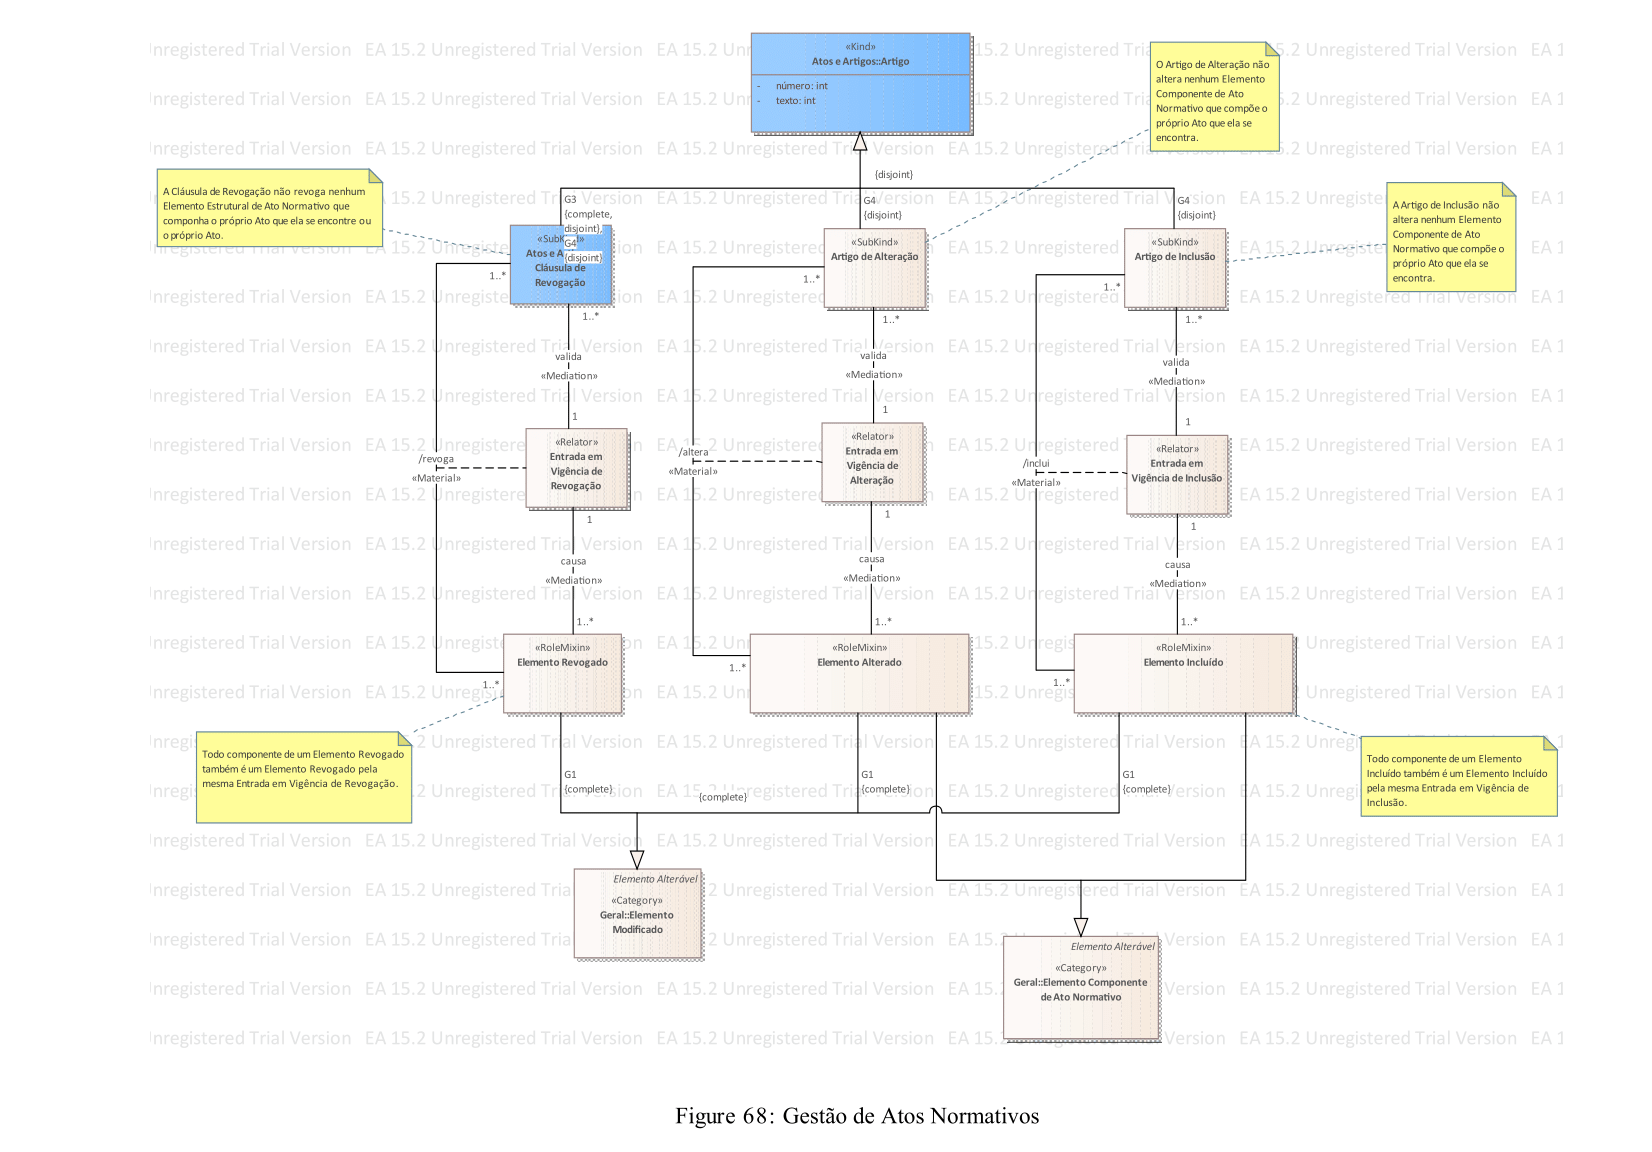 «Kind»
Atos e Artigos::Artigo
- número: int
- texto: int
O Artigo de Alteração não
altera nenhum Elemento
Componente de Ato
Normativo que compõe o
próprio Ato que ela se
encontra.
A Cláusula de Revogação não revoga nenhum
Elemento Estrutural de Ato Normativo que
componha o próprio Ato que ela se encontre ou
o próprio Ato.
A Artigo de Inclusão não
altera nenhum Elemento
Componente de Ato
Normativo que compõe o
próprio Ato que ela se
encontra.
{disjoint}
G3
{complete,
disjoint},
G4
{disjoint}
G4
{disjoint}
G4
{disjoint}
Atos e
Cláusula de
Revogação
«SubKind»
Artigo de Alteração
«SubKind»
Artigo de Inclusão
1..*
1..*
1..*
1..*
1..*
1..*
valida
«Mediation»
1
valida
«Mediation»
1
valida
«Mediation»
1
/revoga
«Material»
«Relator»
Entrada em
Vigência de
Revogação
/altera
«Material»
«Relator»
Entrada em
Vigência de
Alteração
/inclui
«Material»
«Relator»
Entrada em
Vigência de Inclusão
1
causa
«Mediation»
1..*
1
causa
«Mediation»
1..*
1
causa
«Mediation»
1..*
«RoleMixin»
Elemento Revogado
1..*
«RoleMixin»
Elemento Alterado
1..*
«RoleMixin»
Elemento Incluído
1..*
Todo componente de um Elemento Revogado
também é um Elemento Revogado pela
mesma Entrada em Vigência de Revogação.
Todo componente de um Elemento
Incluído também é um Elemento Incluído
pela mesma Entrada em Vigência de
Inclusão.
G1
{complete}
{complete}
G1
{complete}
G1
{complete}
Elemento Alterável
«Category»
Geral::Elemento
Modificado
Elemento Alterável
«Category»
Geral::Elemento Componente
de Ato Normativo
EA 15.2 Unregistered Trial Version
Figure 68: Gestão de Atos Normativos